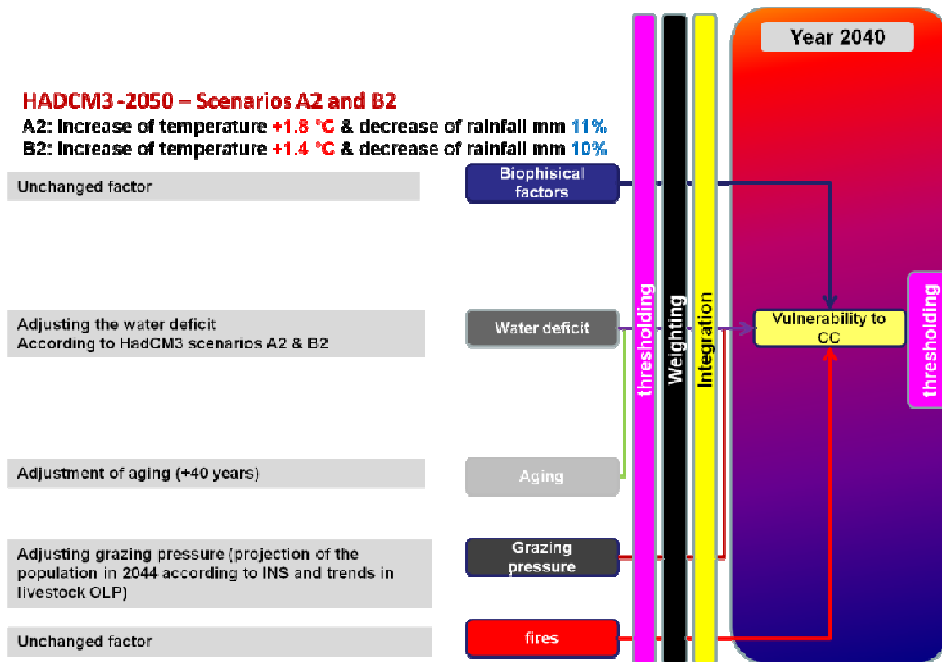 Year 2040
HADCM3 -2050 – Scenarios A2 and B2
A2: Increase of temperature +1.8 °C & decrease of rainfall mm 11%
B2: Increase of temperature +1.4 °C & decrease of rainfall mm 10%
Unchanged factor
Biophisical
factors
Adjusting the water deficit
According to HadCM3 scenarios A2 & B2
Water deficit
thresholding
Weighting
Integration
Vulnerability to
CC
thresholding
Adjustment of aging (+40 years)
Aging
Adjusting grazing pressure (projection of the
population in 2044 according to INS and trends in
livestock OLP)
Grazing
pressure
Unchanged factor
fires